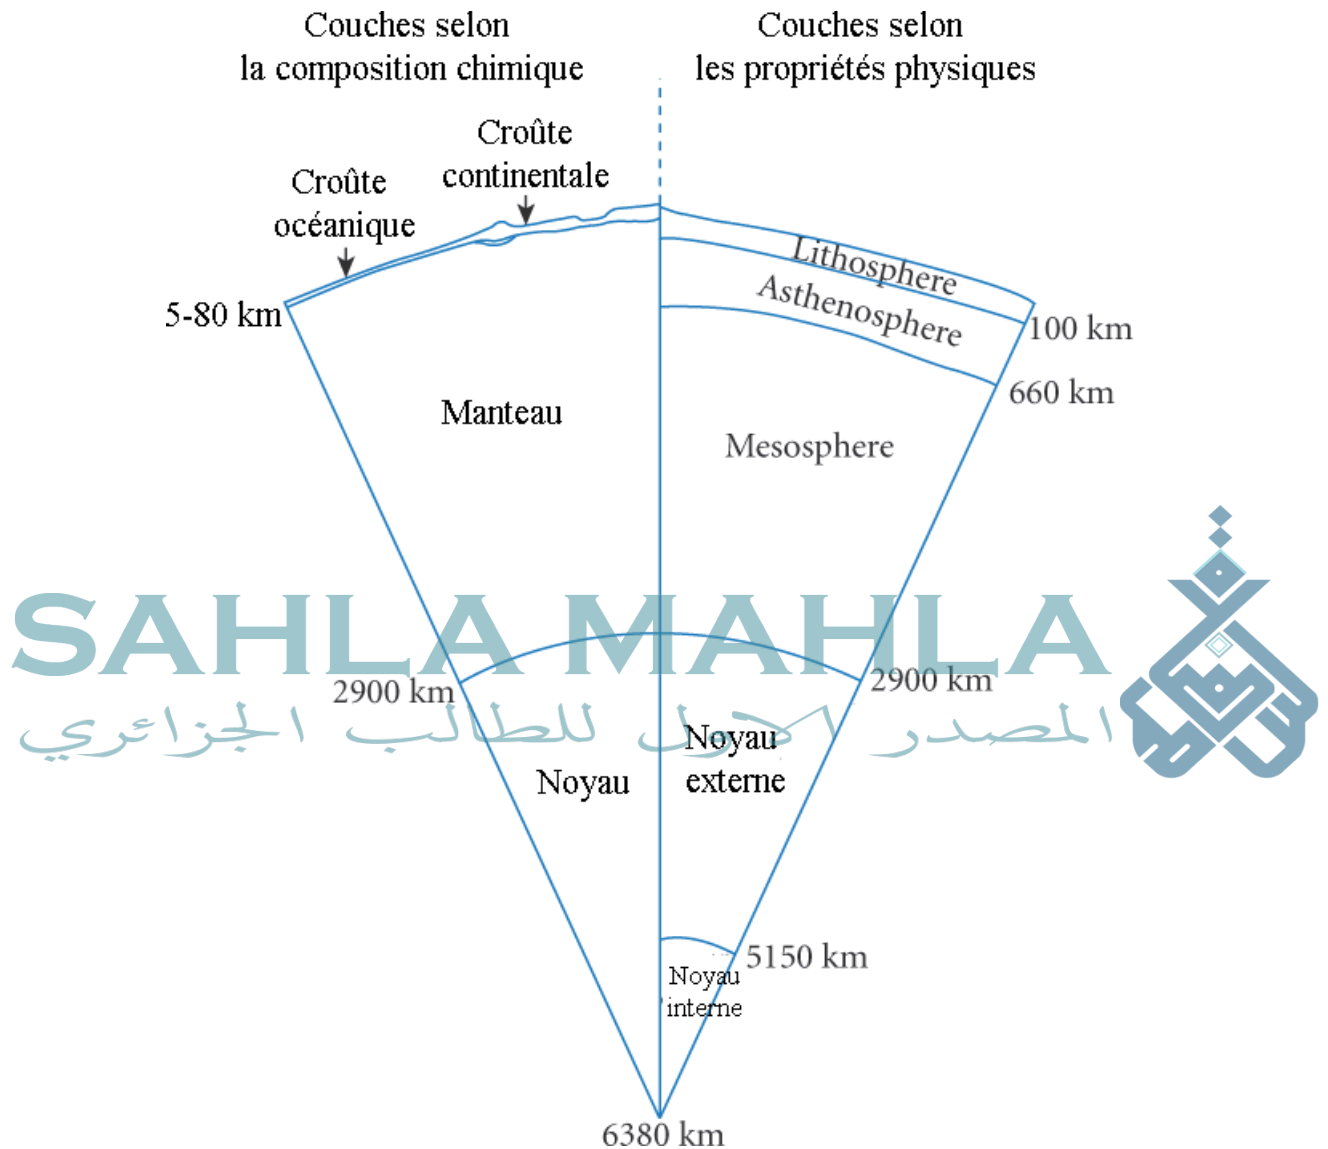 Couches selon
la composition chimique
Couches selon
les propriétés physiques
Croûte
continentale
Croûte
océanique
5-80 km
Lithosphere
Asthenosphere
100 km
660 km
Manteau
Mesosphere
SAHLA MAHLA
المصدر الاول للطالب الجزائري
2900 km
2900 km
Noyau
Noyau
externe
5150 km
Noyau
interne
6380 km